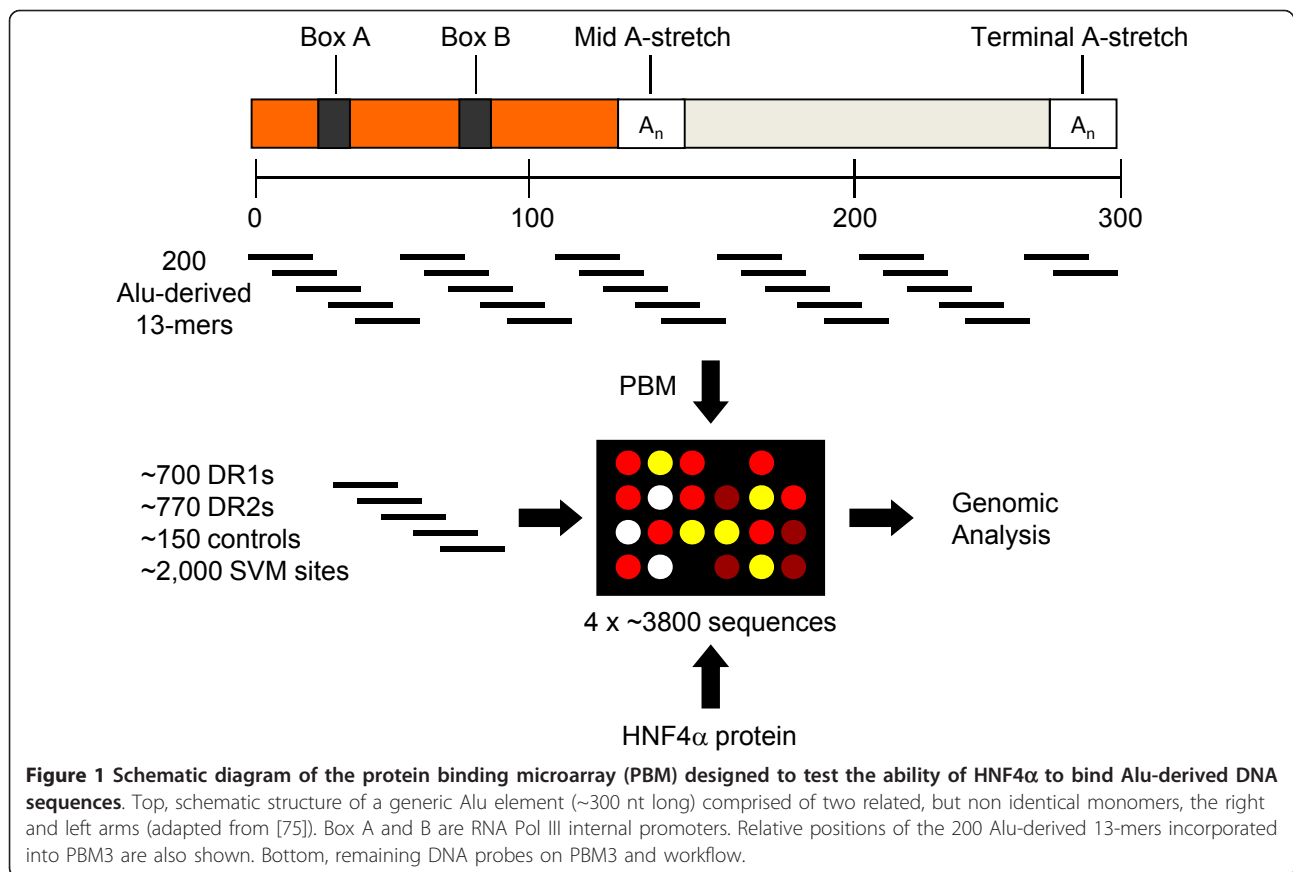 Box A Box B Mid A-stretch Terminal A-stretch
An An
0 100 200 300
200
Alu-derived
13-mers
PBM
~700 DR1s
~770 DR2s
~150 controls
~2,000 SVM sites
Genomic
Analysis
4 x ~3800 sequences
HNF4α protein
Figure 1 Schematic diagram of the protein binding microarray (PBM) designed to test the ability of HNF4α to bind Alu-derived DNA
sequences. Top, schematic structure of a generic Alu element (~300 nt long) comprised of two related, but non identical monomers, the right
and left arms (adapted from [75]). Box A and B are RNA Pol III internal promoters. Relative positions of the 200 Alu-derived 13-mers incorporated
into PBM3 are also shown. Bottom, remaining DNA probes on PBM3 and workflow.